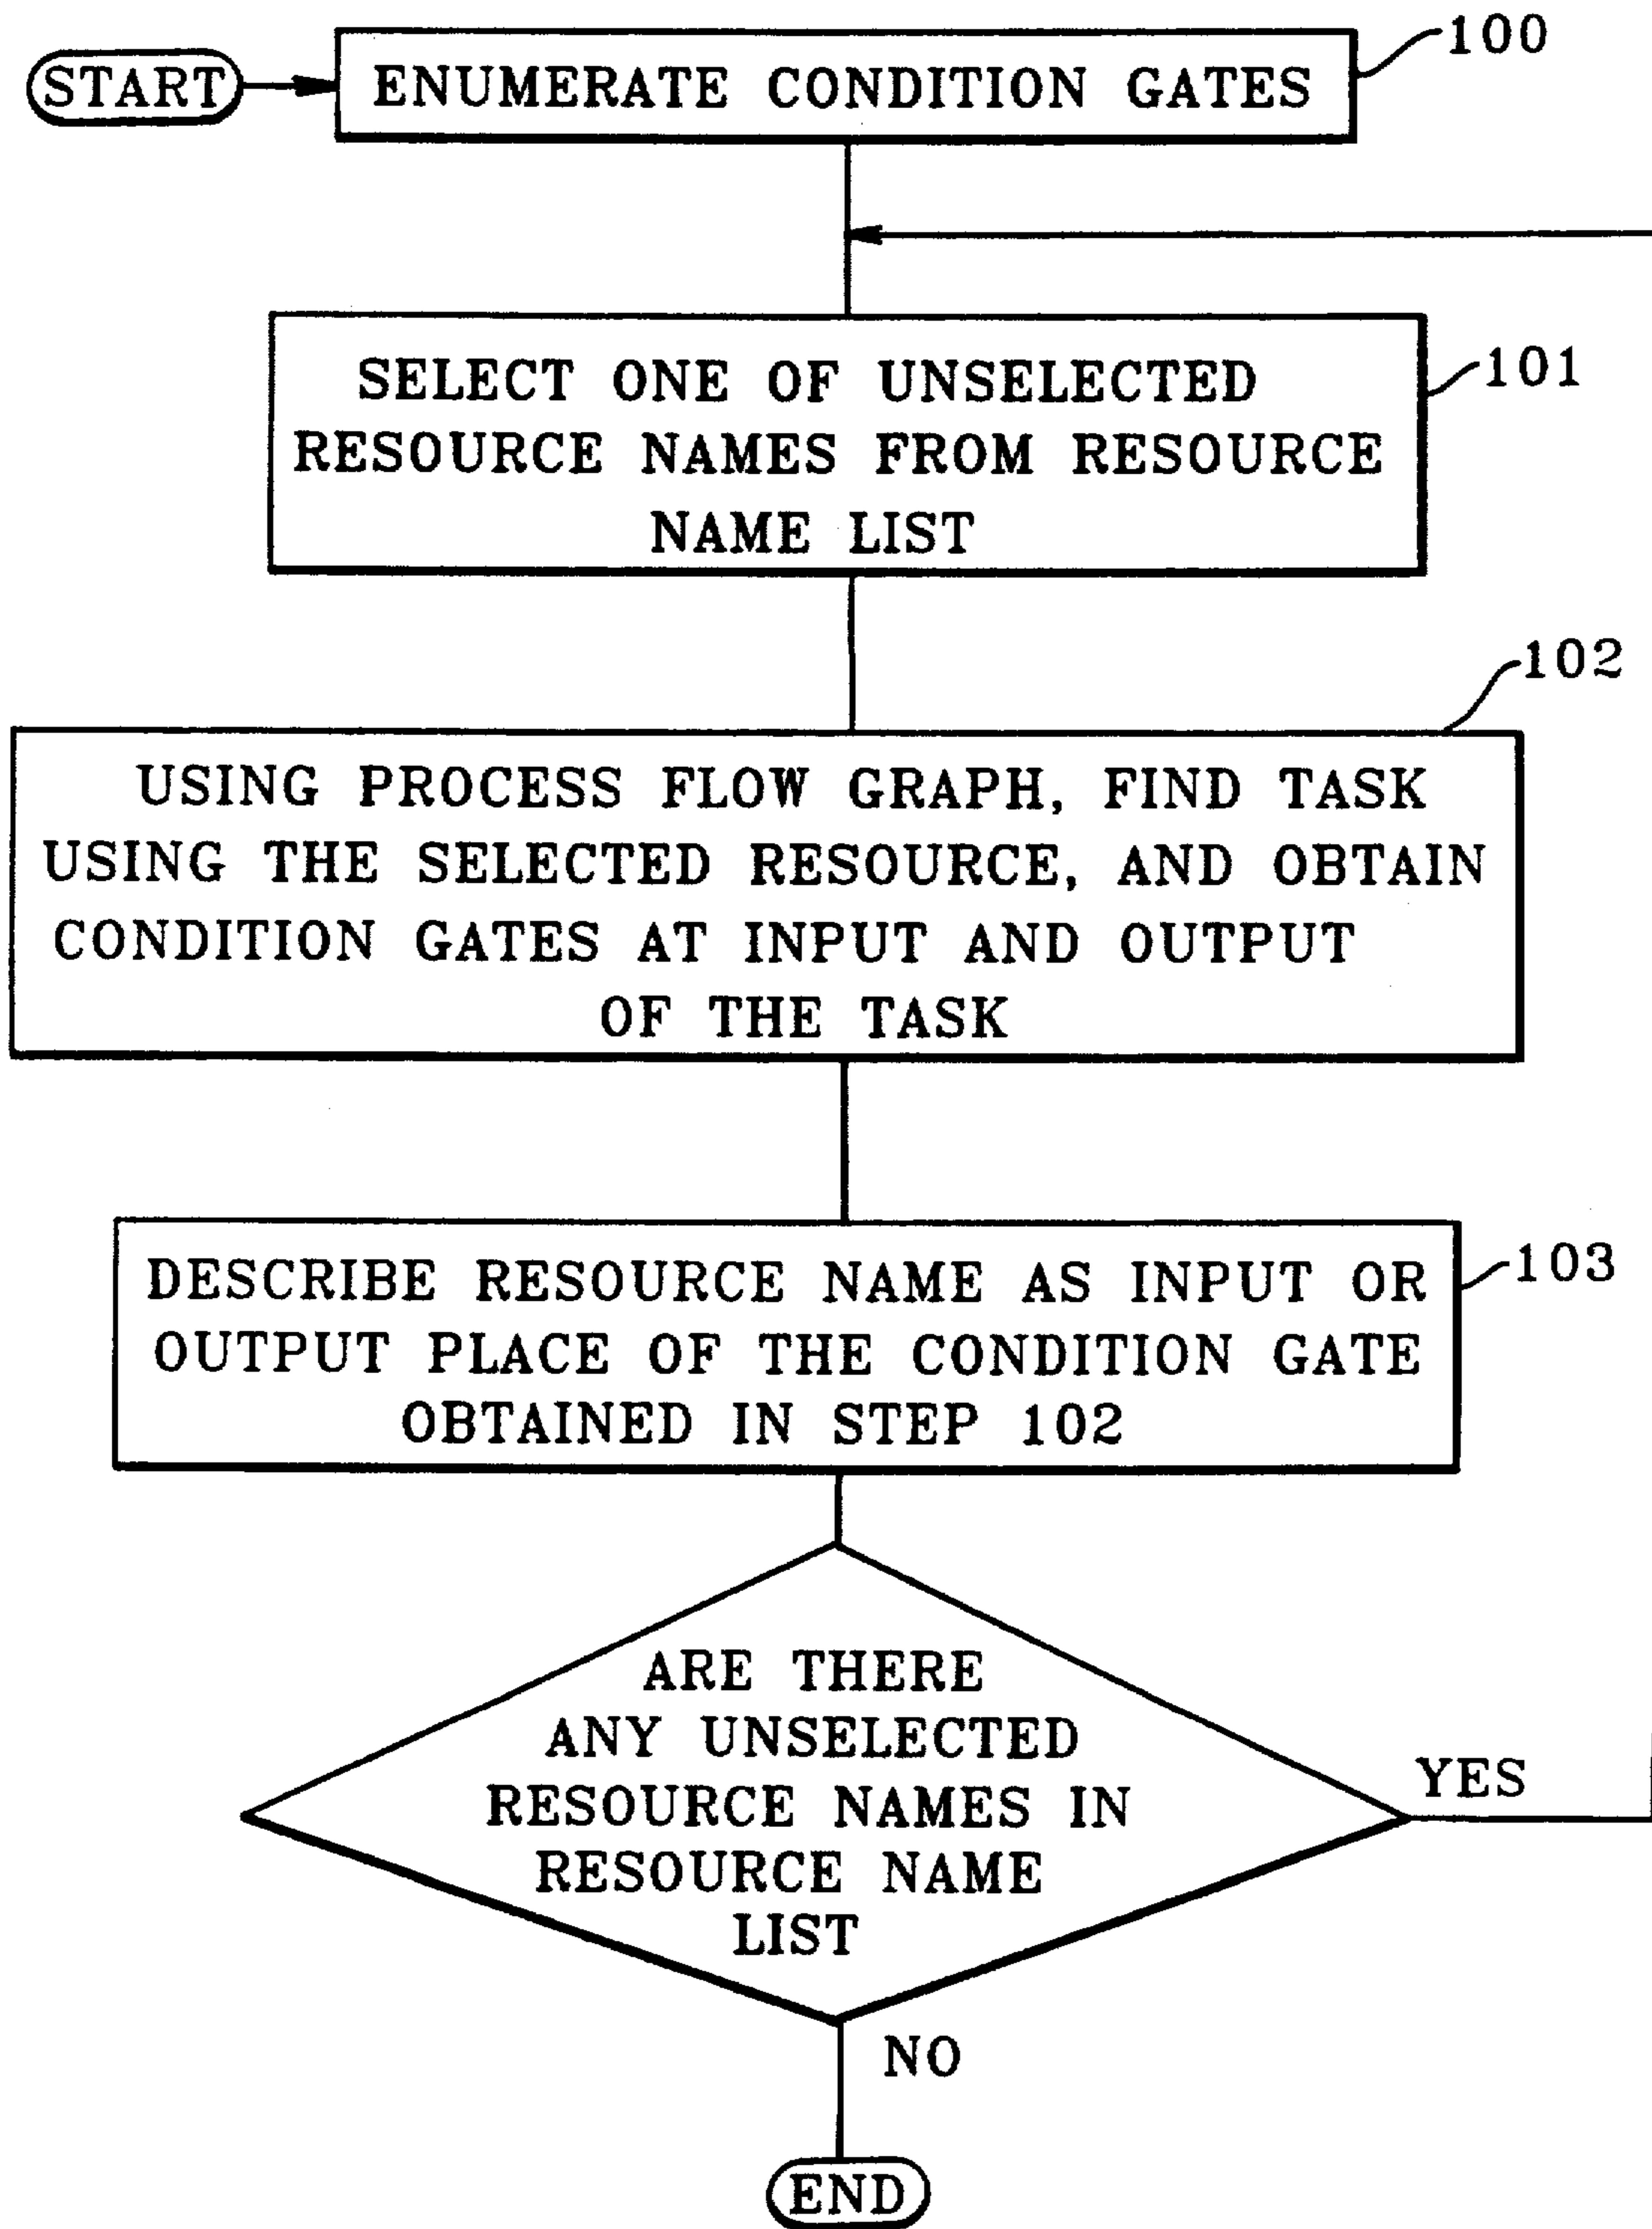 START
ENUMERATE CONDITION GATES
100
SELECT ONE OF UNSELECTED
RESOURCE NAMES FROM RESOURCE
NAME LIST
101
102
USING PROCESS FLOW GRAPH, FIND TASK
USING THE SELECTED RESOURCE, AND OBTAIN
CONDITION GATES AT INPUT AND OUTPUT
OF THE TASK
DESCRIBE RESOURCE NAME AS INPUT OR
OUTPUT PLACE OF THE CONDITION GATE
OBTAINED IN STEP 102
103
ARE THERE
ANY UNSELECTED
RESOURCE NAMES IN
RESOURCE NAME
LIST
YES
NO
END